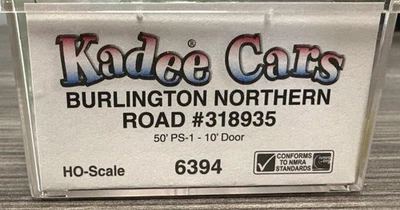 Kadee® Cars
BURLINGTON NORTHERN
ROAD #318935
50' PS-1 - 10' Door
HO-Scale
6394
CONFORMS
TO NMRA
STANDARDS